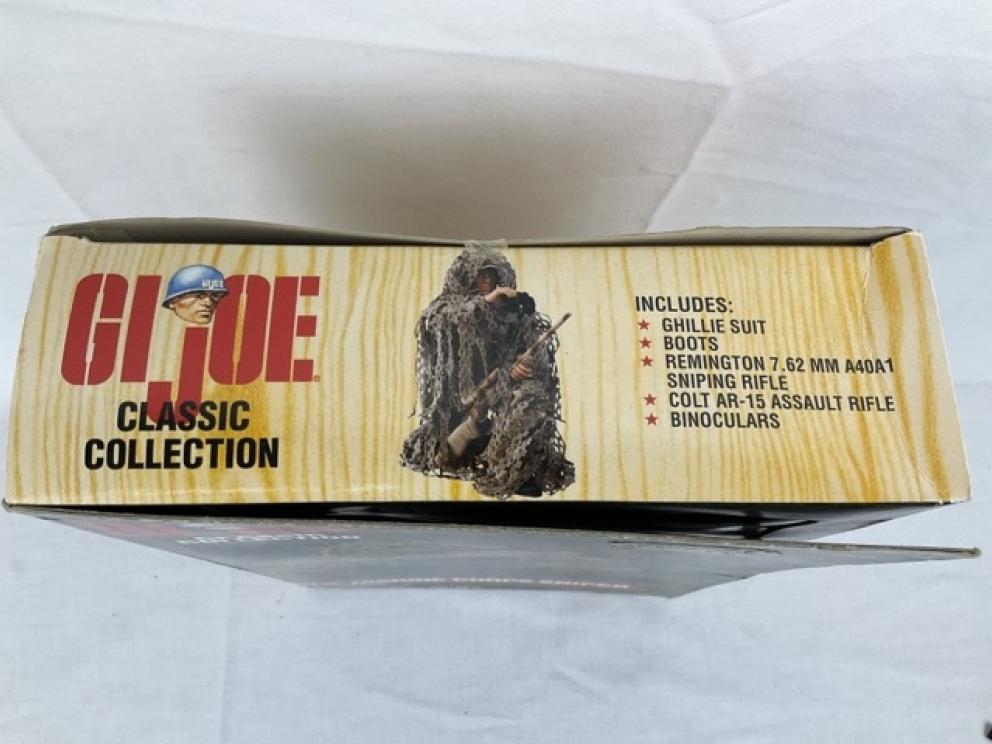 GI JOE
CLASSIC
COLLECTION
INCLUDES:
★ GHILLIE SUIT
★ BOOTS
★ REMINGTON 7.62 MM A40A1
SNIPING RIFLE
★ COLT AR-15 ASSAULT RIFLE
★ BINOCULARS